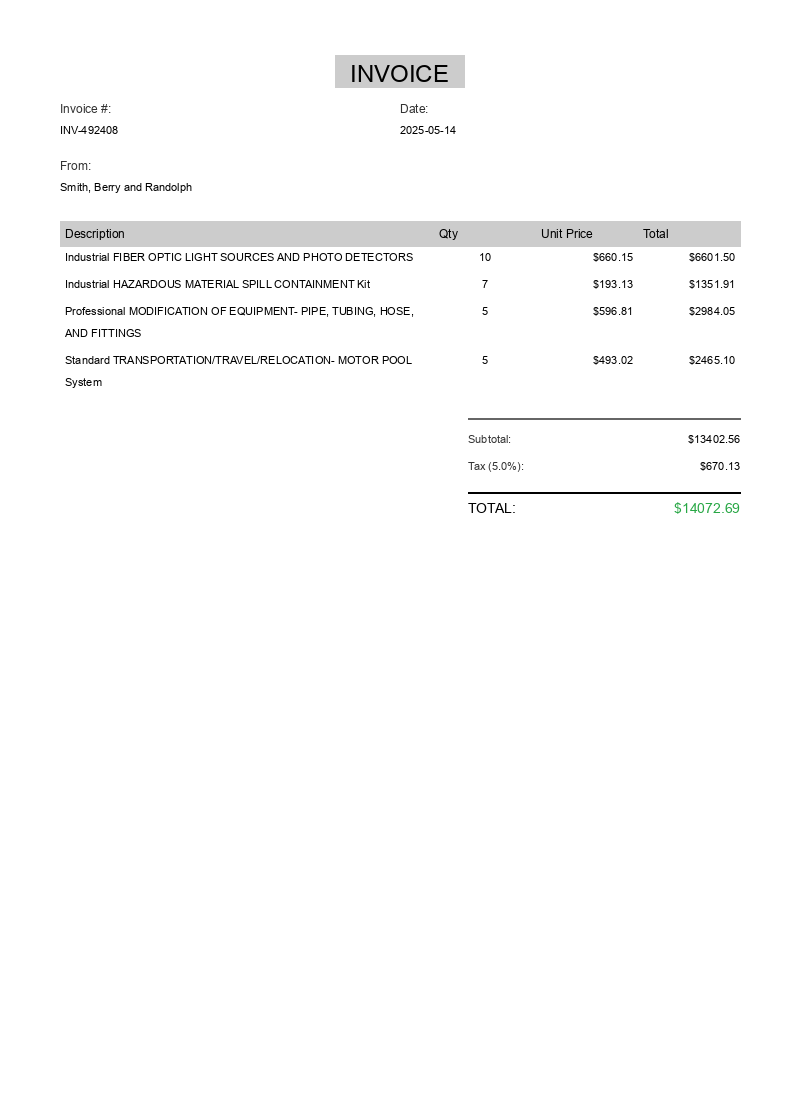 INVOICE
Invoice #: Date:
INV-492408 2025-05-14
From:
Smith, Berry and Randolph
Description Qty Unit Price Total
Industrial FIBER OPTIC LIGHT SOURCES AND PHOTO DETECTORS 10 $660.15 $6601.50
Industrial HAZARDOUS MATERIAL SPILL CONTAINMENT Kit 7 $193.13 $1351.91
Professional MODIFICATION OF EQUIPMENT- PIPE, TUBING, HOSE, 5 $596.81 $2984.05
AND FITTINGS
Standard TRANSPORTATION/TRAVEL/RELOCATION- MOTOR POOL 5 $493.02 $2465.10
System
Subtotal: $13402.56
Tax (5.0%): $670.13
TOTAL: $14072.69